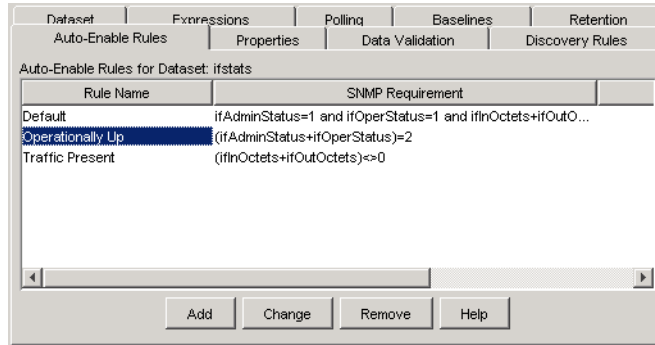 Dataset Expressions Polling Baselines Retention
Auto-Enable Rules Properties Data Validation Discovery Rules
Auto-Enable Rules for Dataset: ifstats
Rule Name SNMP Requirement
Default ifAdminStatus=1 and ifOperStatus=1 and ifInOctets+ifOutO...
Operationally Up (ifAdminStatus+ifOperStatus)=2
Traffic Present (ifInOctets+ifOutOctets)<>0
Add Change Remove Help